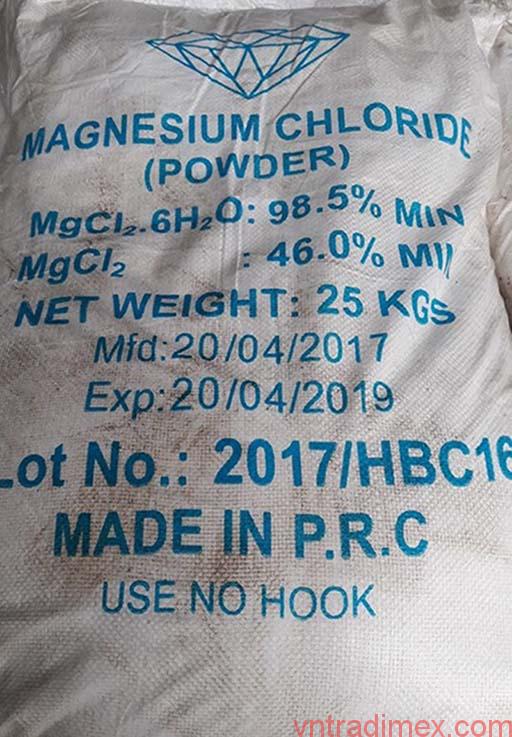 MAGNESIUM CHLORIDE
(POWDER)
MgCl₂.6H₂O: 98.5% MIN
MgCl₂ : 46.0% MIN
NET WEIGHT: 25 KGS
Mfd:20/04/2017
Exp:20/04/2019
Lot No.: 2017/HBC16
MADE IN P.R.C
USE NO HOOK
vntradimex.com